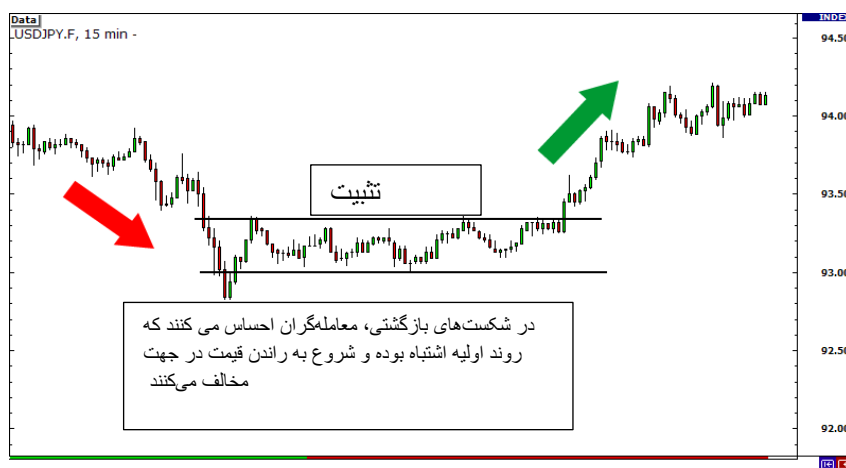 Data
USDJPY.F, 15 min -
INDEX
94.50
94.00
تثبیت
93.50
93.00
در شکست‌های بازگشتی، معامله‌گران احساس می کنند که
روند اولیه اشتباه بوده و شروع به راندن قیمت در جهت
مخالف می‌کنند
92.50
92.00